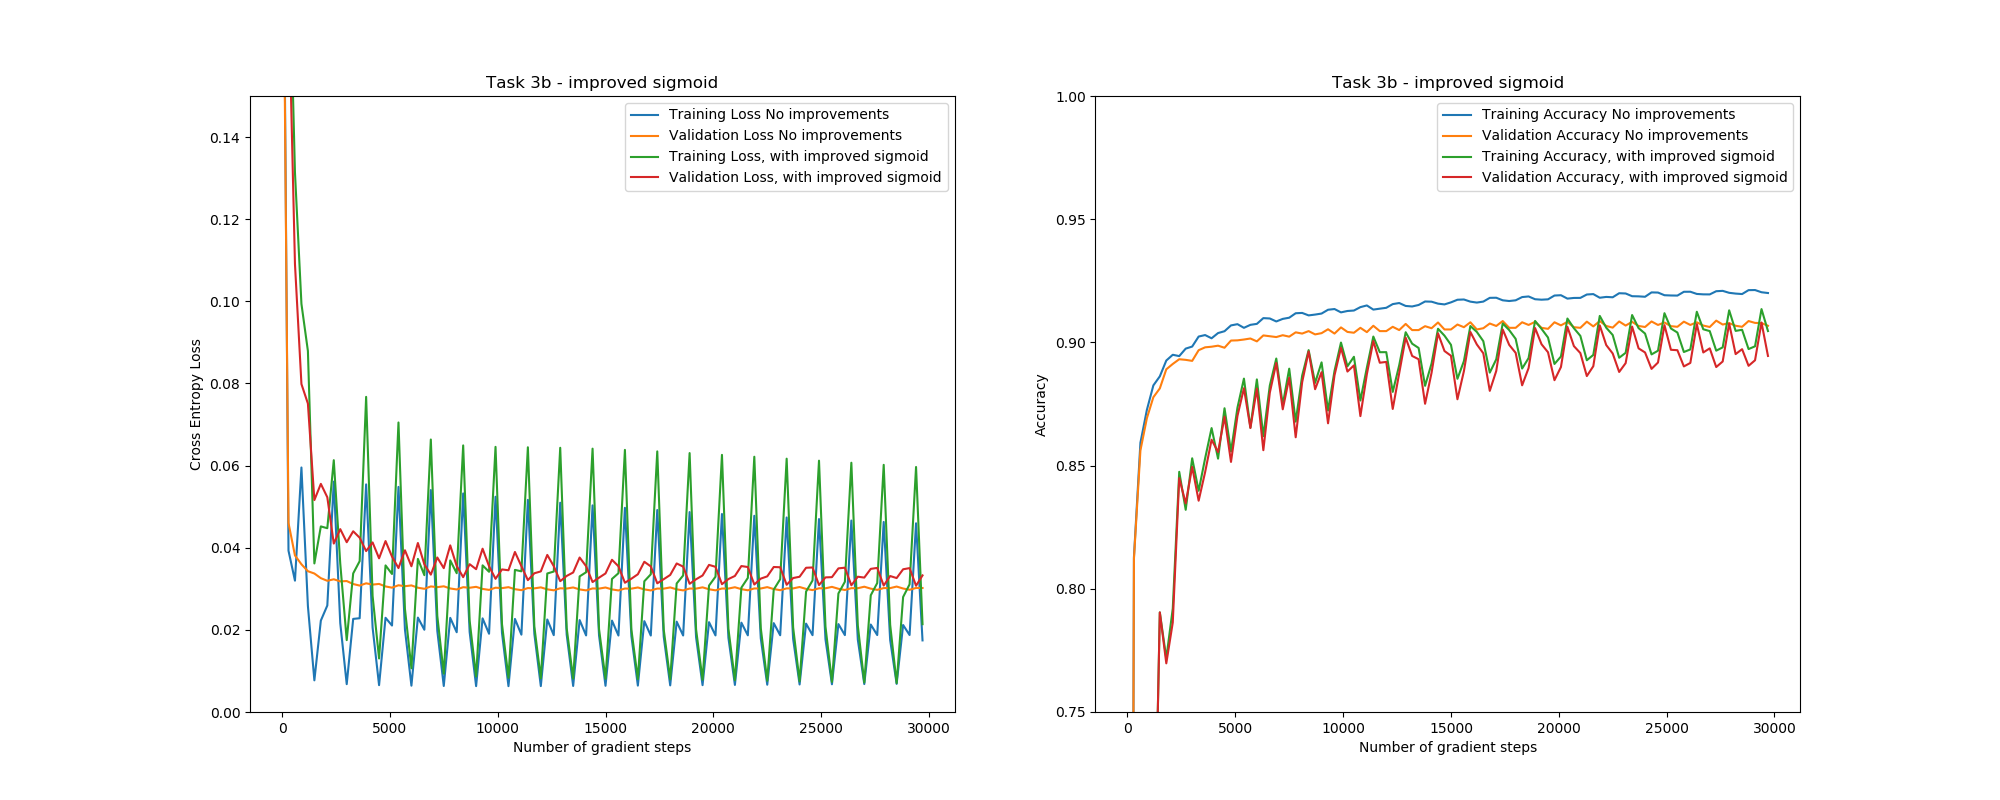 Task 3b - improved sigmoid
Cross Entropy Loss
0.14
0.12
0.10
0.08
0.06
0.04
0.02
0.00
Training Loss No improvements
Validation Loss No improvements
Training Loss, with improved sigmoid
Validation Loss, with improved sigmoid
0 5000 10000 15000 20000 25000 30000
Number of gradient steps
Task 3b - improved sigmoid
Accuracy
1.00
0.95
0.90
0.85
0.80
0.75
Training Accuracy No improvements
Validation Accuracy No improvements
Training Accuracy, with improved sigmoid
Validation Accuracy, with improved sigmoid
0 5000 10000 15000 20000 25000 30000
Number of gradient steps